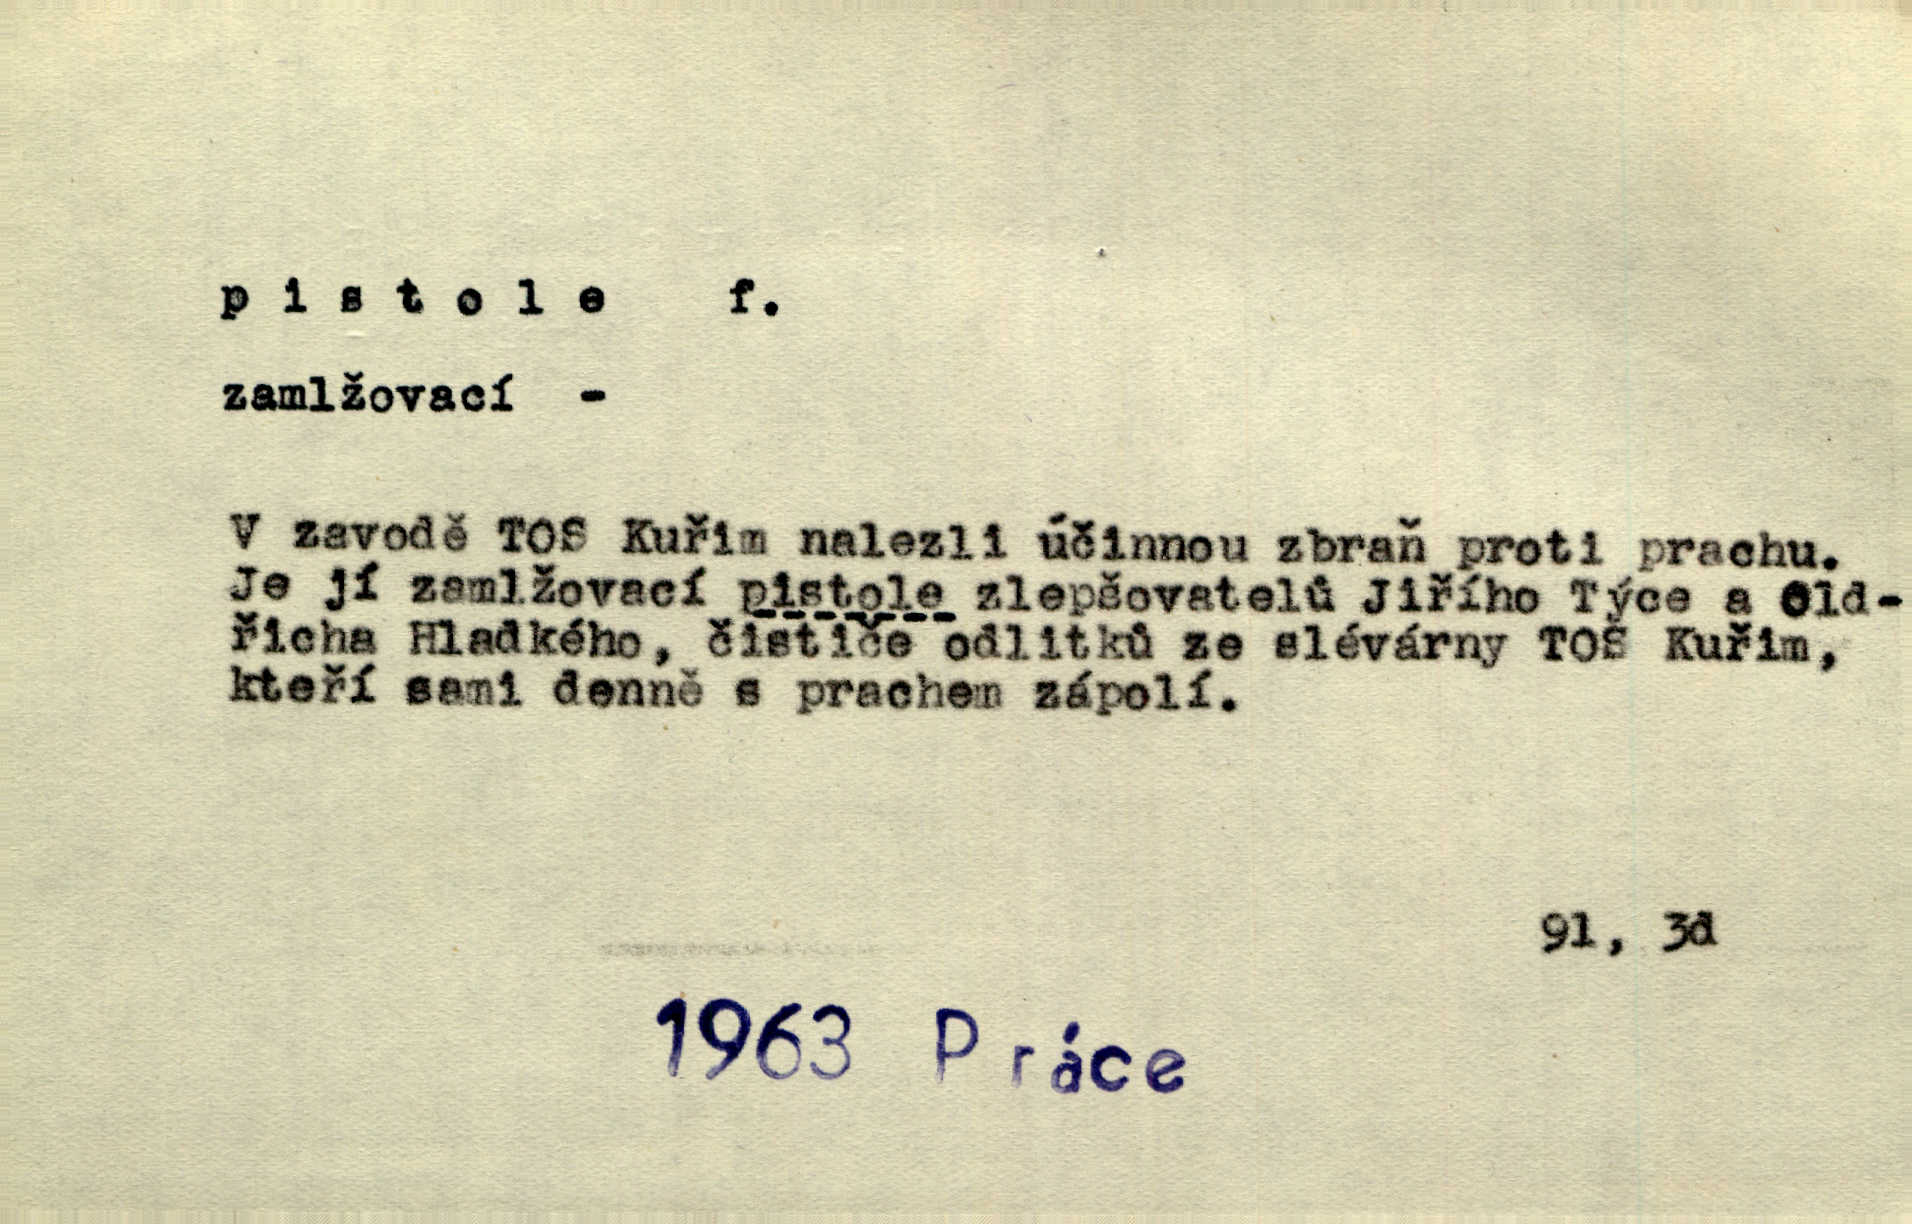 pistole f.
zamlžovací -
V zavodě TOS Kuřim nalezli účinnou zbraň proti prachu.
Je jí zamlžovací pistole zlepšovatelů Jiřího Týce a Old-
řicha Hladkého, čističe odlitků ze slévárny TOS Kuřim,
kteří sami denně s prachem zápolí.
91, 3d
1963 Práce